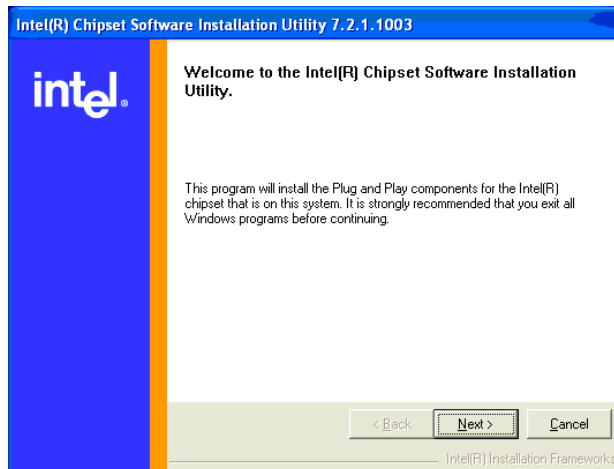 Intel(R) Chipset Software Installation Utility 7.2.1.1003
intel®
Welcome to the Intel(R) Chipset Software Installation
Utility.
This program will install the Plug and Play components for the Intel(R)
chipset that is on this system. It is strongly recommended that you exit all
Windows programs before continuing.
< Back
Next >
Cancel
Intel(R) Installation Frameworks